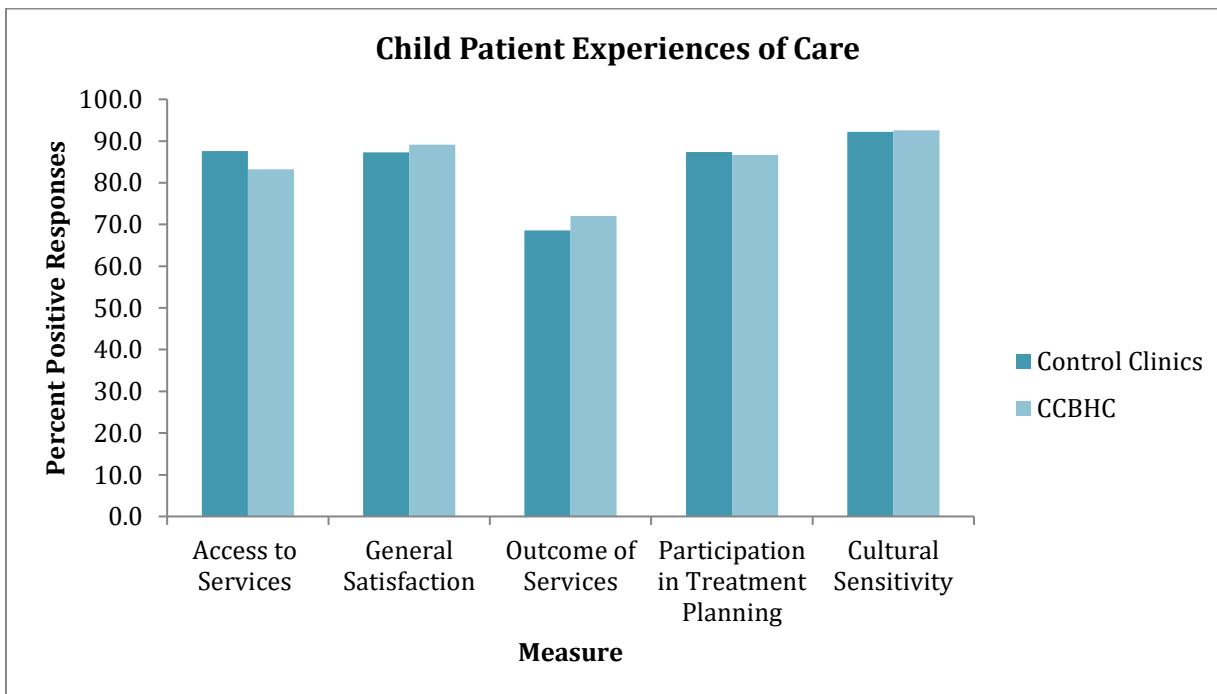 Child Patient Experiences of Care
100.0
90.0
80.0
70.0
60.0
50.0
40.0
30.0
20.0
10.0
0.0
Percent Positive Responses
Access to
Services
General
Satisfaction
Outcome of
Services
Participation
in Treatment
Planning
Cultural
Sensitivity
Measure
Control Clinics
CCBHC